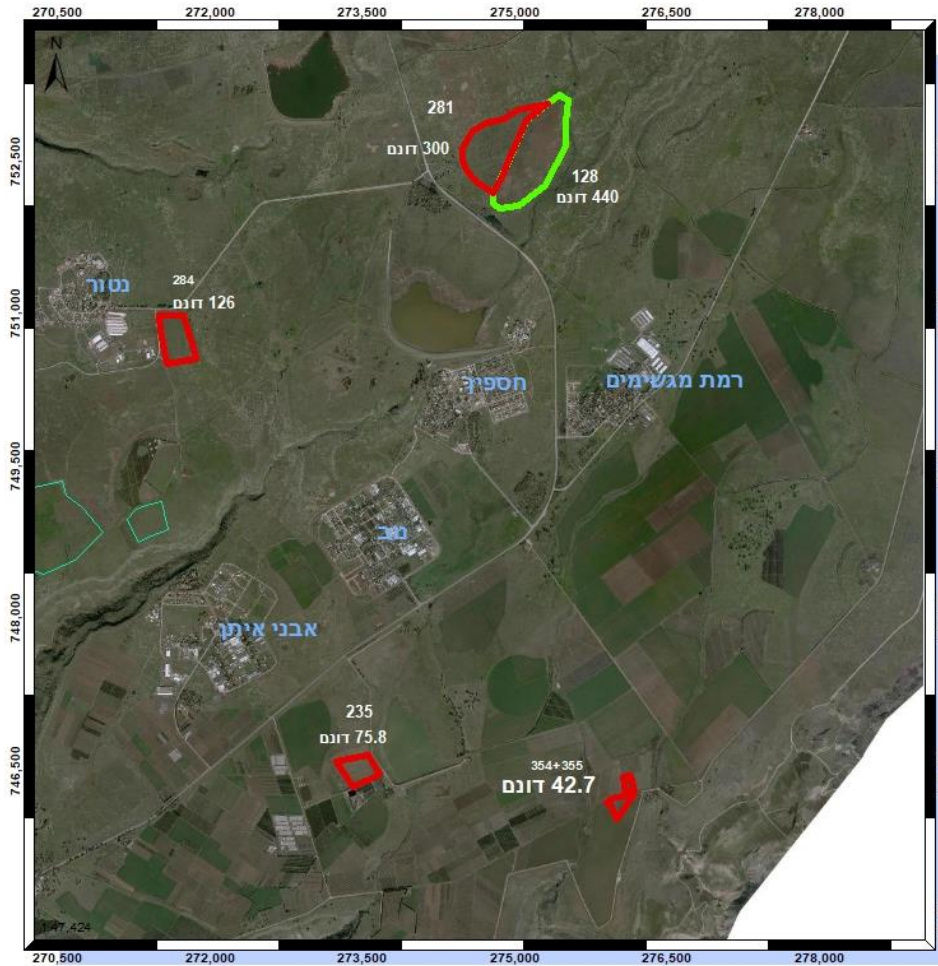 270,500 272,000 273,500 275,000 276,500 278,000
N
281
300 דונם
752,500
128
440 דונם
נטור
284
126 דונם
751,000
חספין
רמת מגשימים
749,500
נוב
748,000
אבני איתן
235
75.8 דונם
746,500
354+355
42.7 דונם
1:47,424
270,500 272,000 273,500 275,000 276,500 278,000